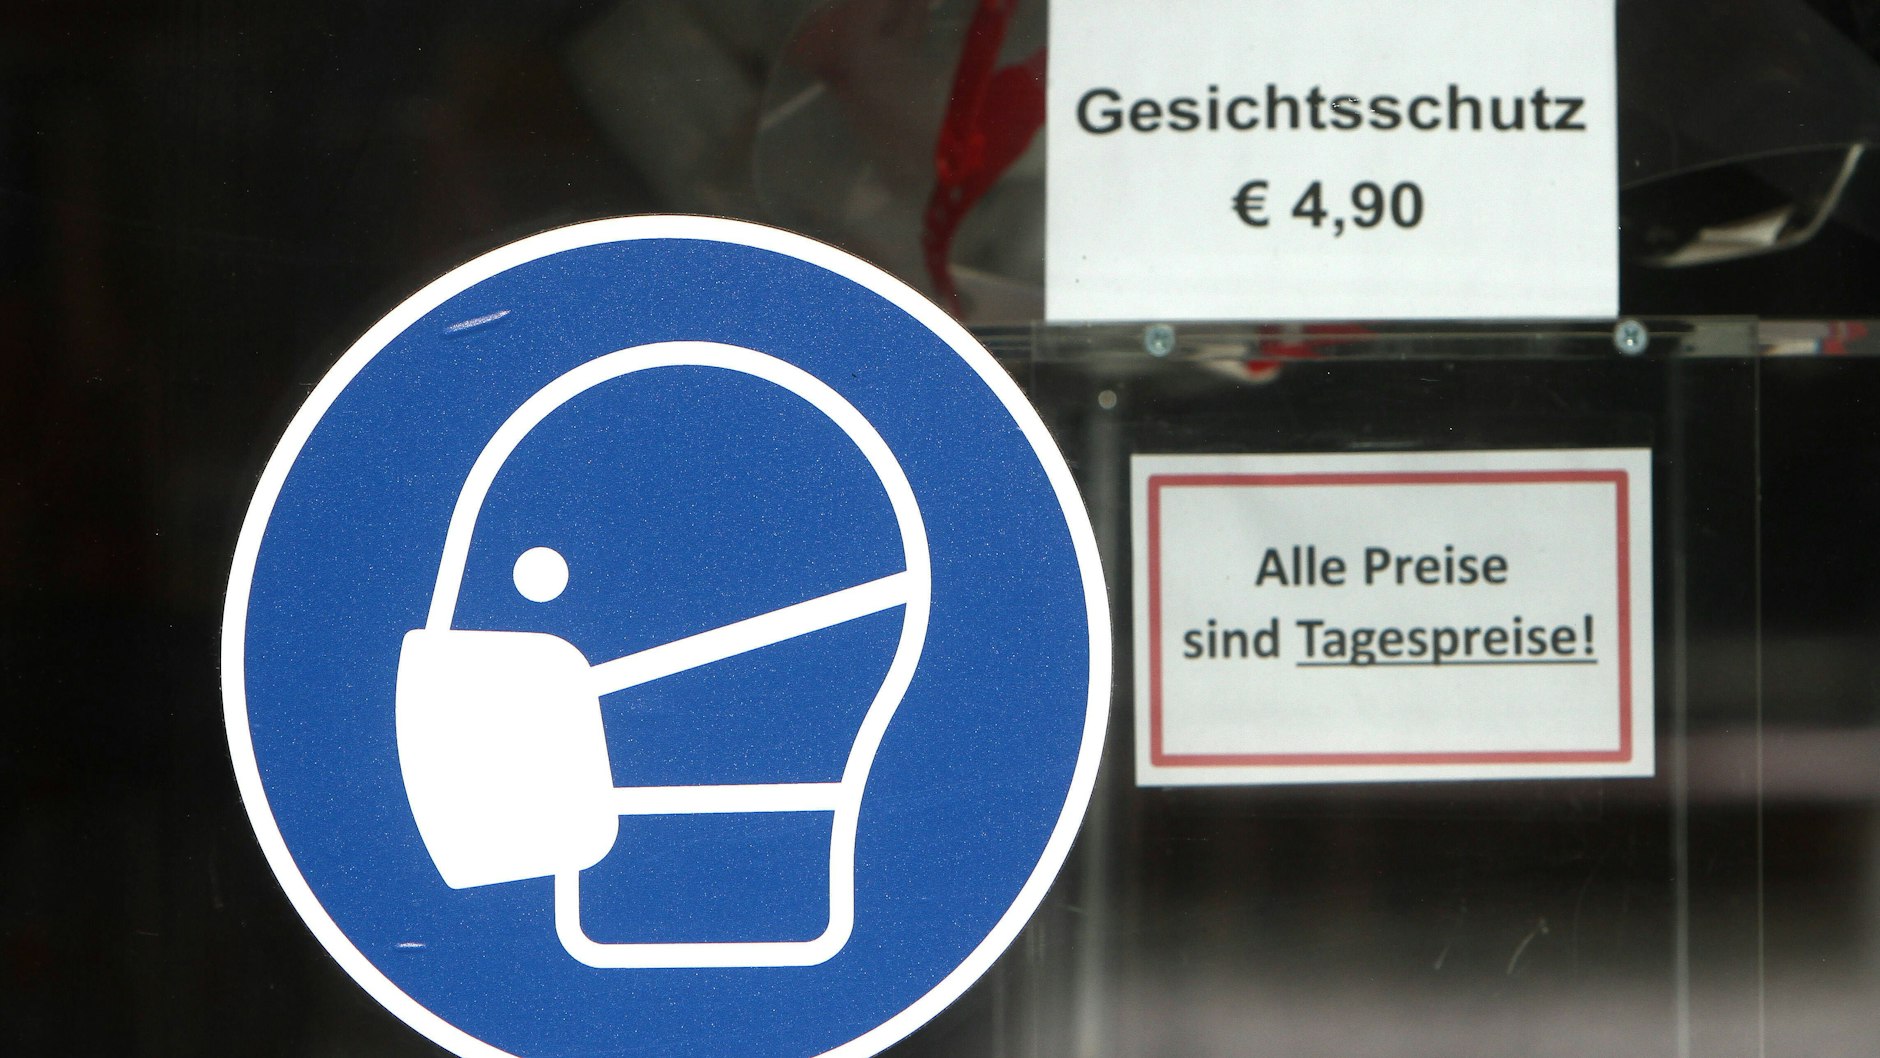 Gesichtsschutz
€ 4,90
Alle Preise
sind Tagespreise!